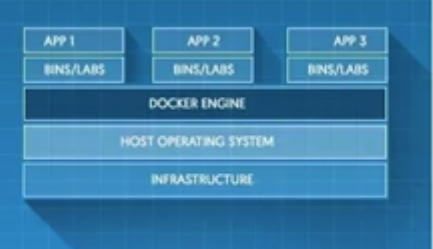 APP 1 APP 2 APP 3
BINS/LABS BINS/LABS BINS/LABS
DOCKER ENGINE
HOST OPERATING SYSTEM
INFRASTRUCTURE